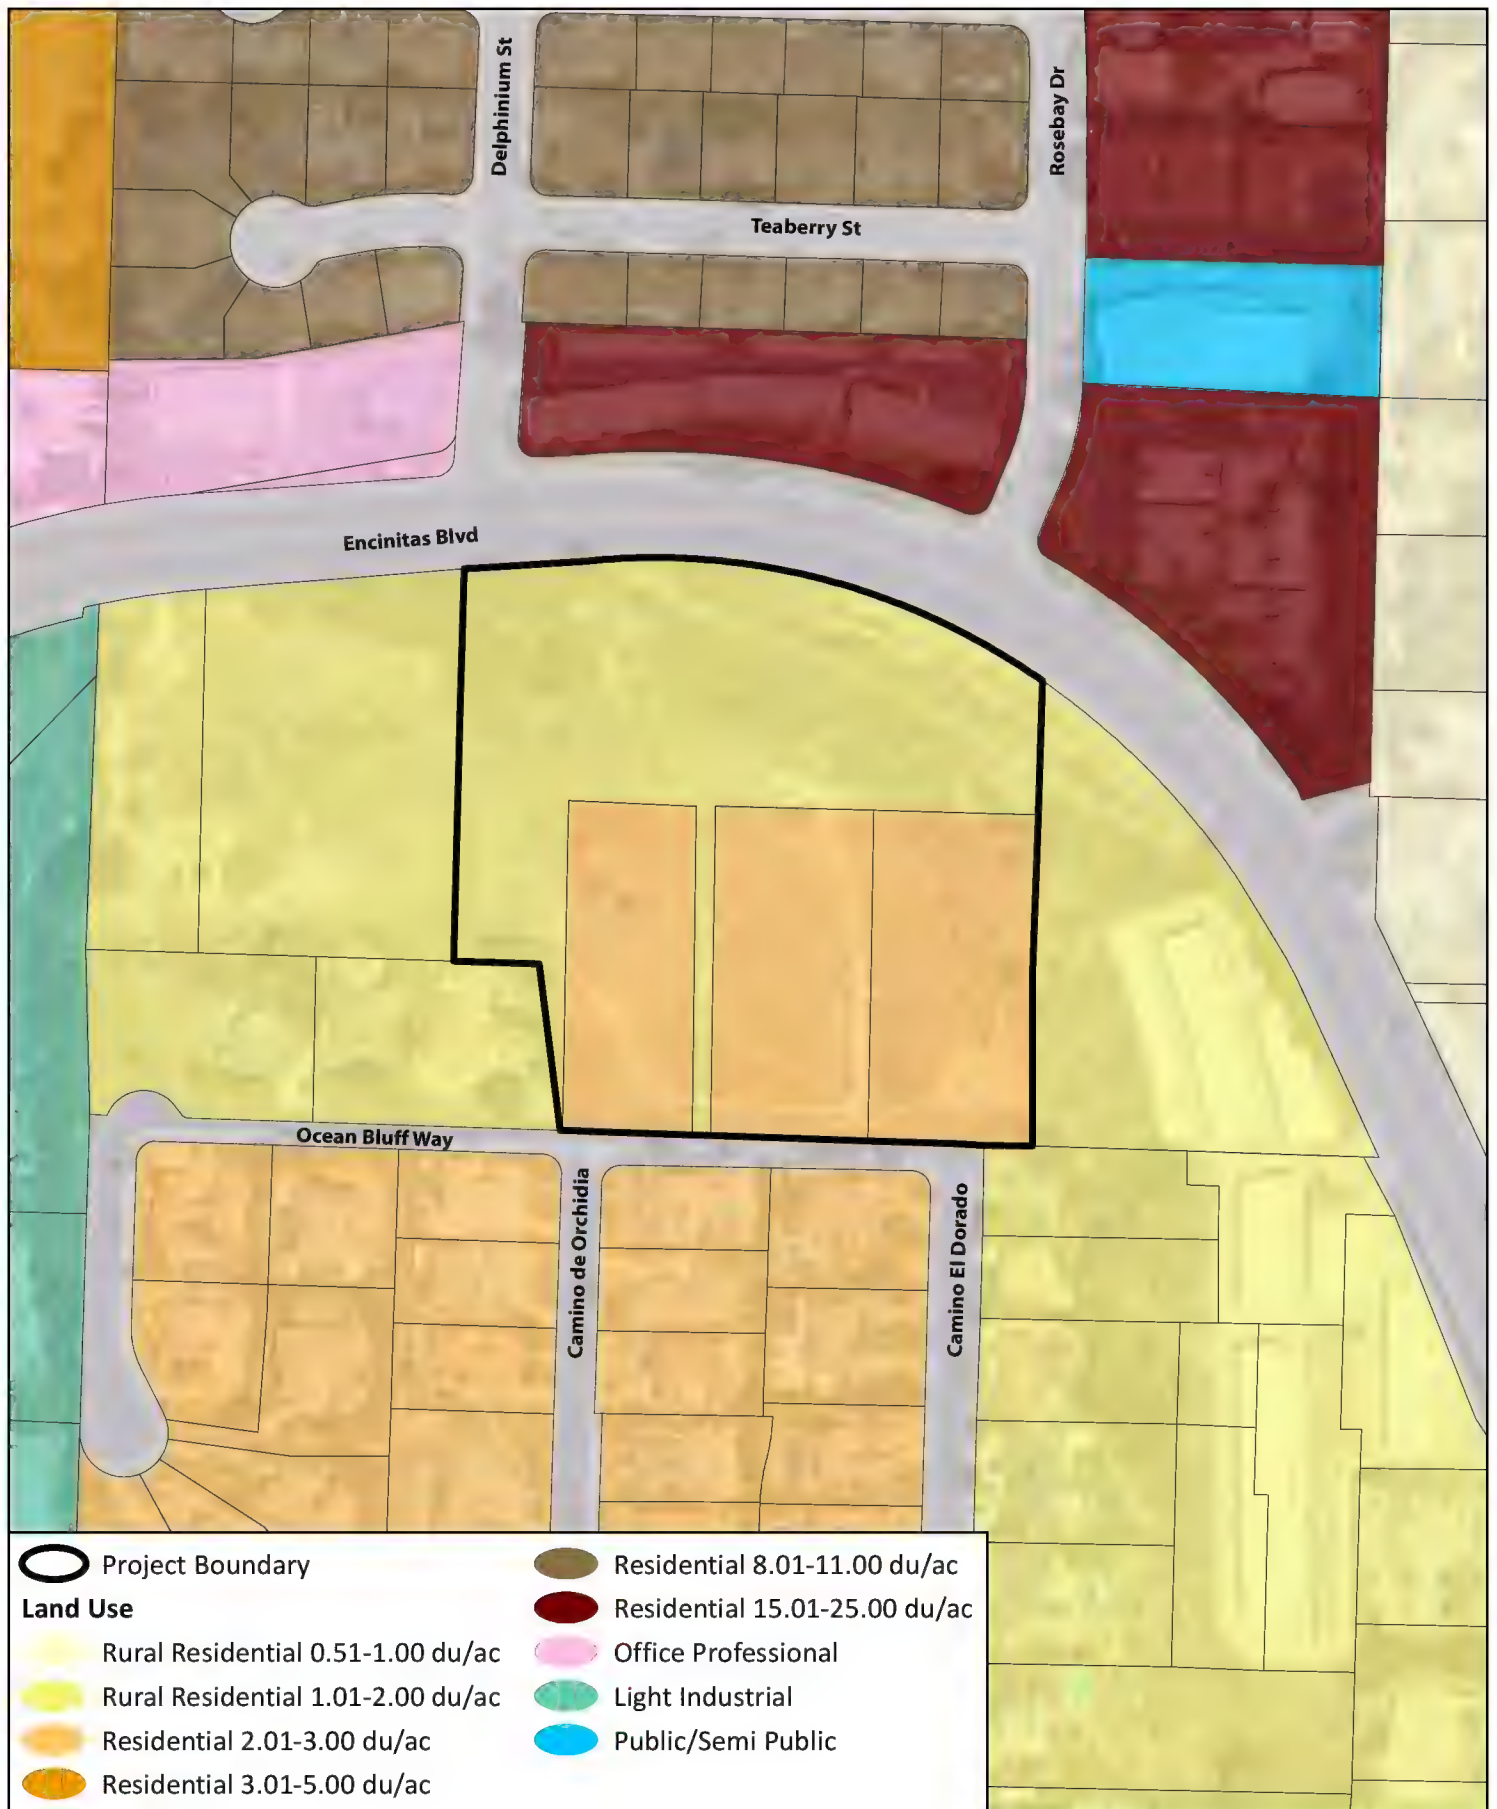 Delphinium St
Rosebay Dr
Teaberry St
Encinitas Blvd
Ocean Bluff Way
Camino de Orchidia
Camino El Dorado
Project Boundary
Land Use
Rural Residential 0.51-1.00 du/ac
Rural Residential 1.01-2.00 du/ac
Residential 2.01-3.00 du/ac
Residential 3.01-5.00 du/ac
Residential 8.01-11.00 du/ac
Residential 15.01-25.00 du/ac
Office Professional
Light Industrial
Public/Semi Public